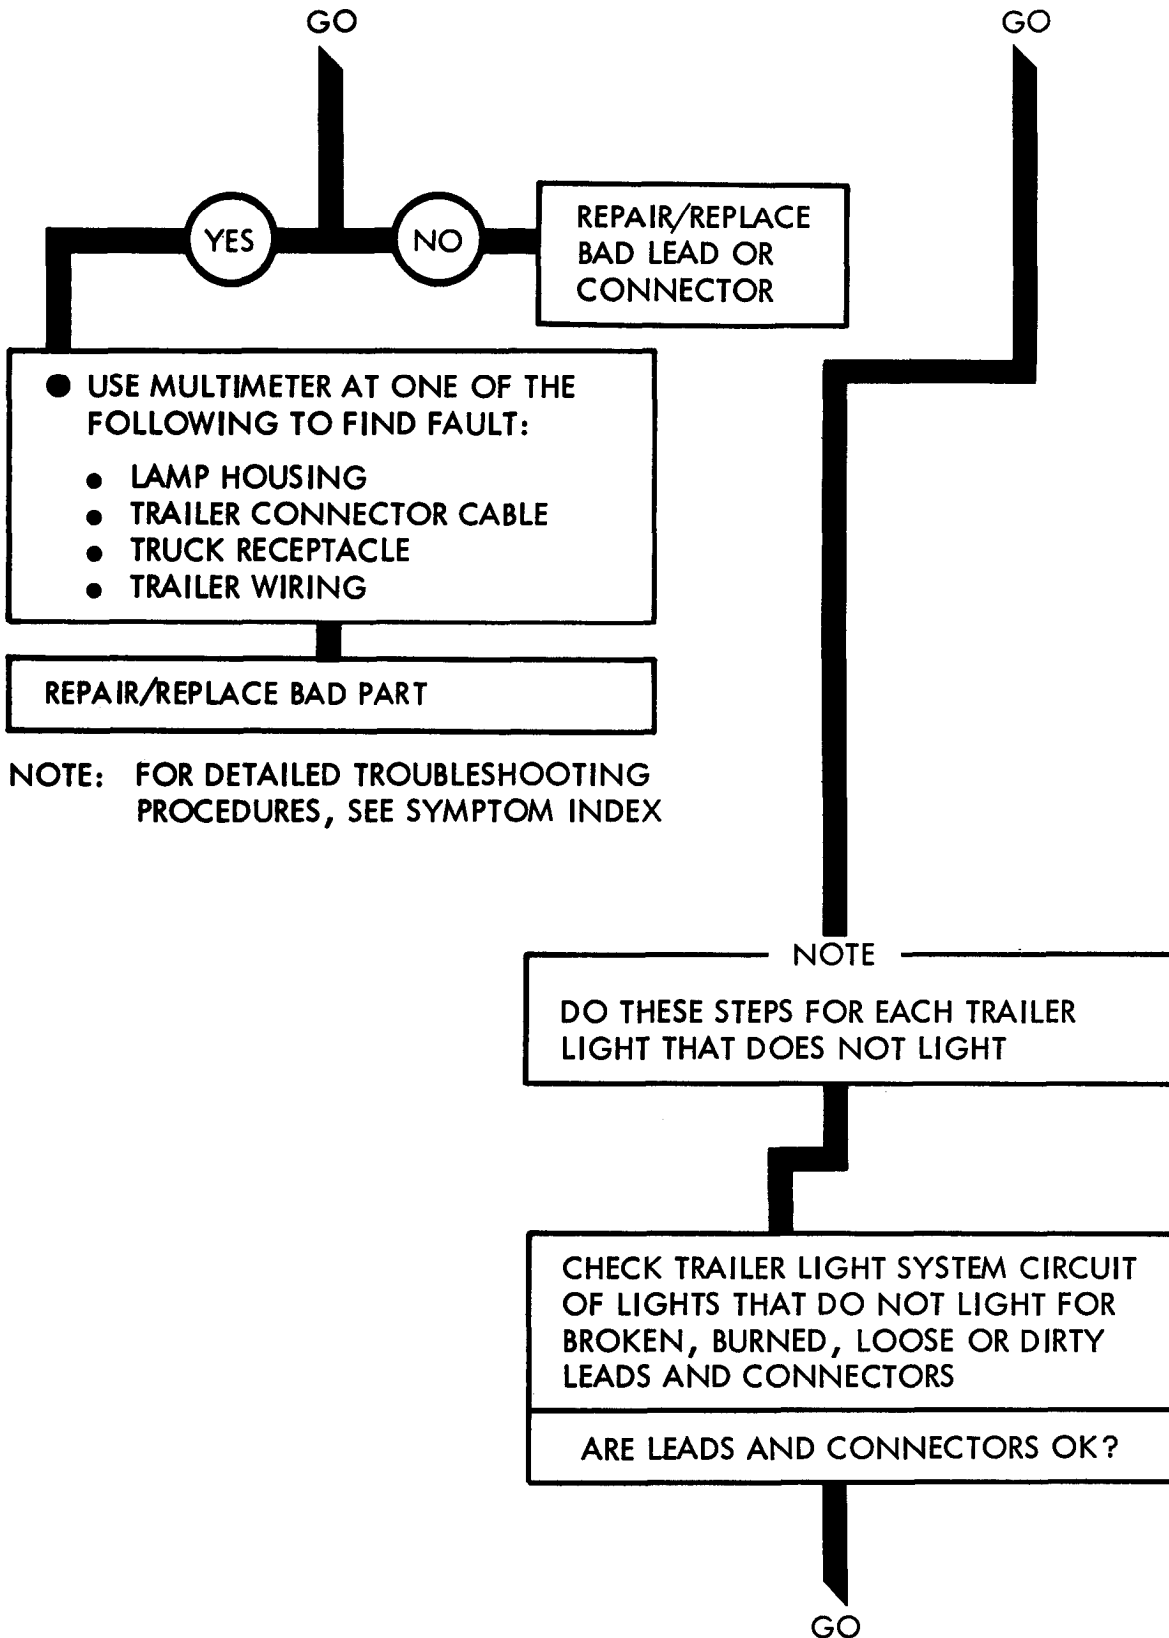 GO
GO
YES
NO
REPAIR/REPLACE
BAD LEAD OR
CONNECTOR
● USE MULTIMETER AT ONE OF THE
FOLLOWING TO FIND FAULT:
● LAMP HOUSING
● TRAILER CONNECTOR CABLE
● TRUCK RECEPTACLE
● TRAILER WIRING
REPAIR/REPLACE BAD PART
NOTE: FOR DETAILED TROUBLESHOOTING
PROCEDURES, SEE SYMPTOM INDEX
NOTE
DO THESE STEPS FOR EACH TRAILER
LIGHT THAT DOES NOT LIGHT
CHECK TRAILER LIGHT SYSTEM CIRCUIT
OF LIGHTS THAT DO NOT LIGHT FOR
BROKEN, BURNED, LOOSE OR DIRTY
LEADS AND CONNECTORS
ARE LEADS AND CONNECTORS OK?
GO